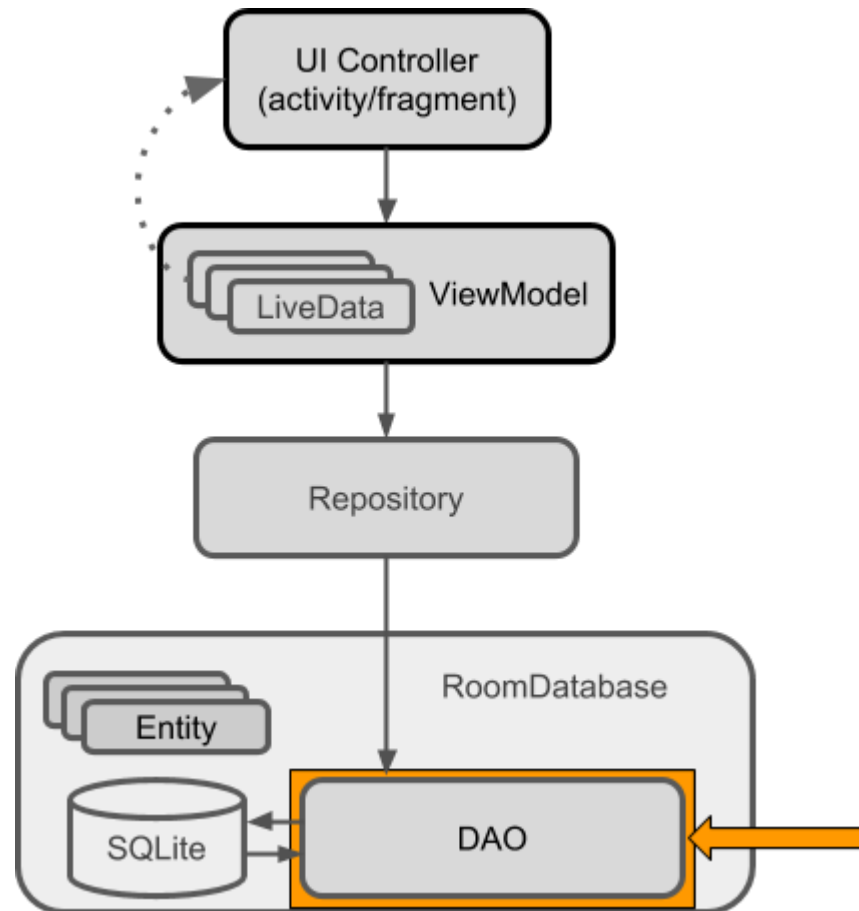 UI Controller
(activity/fragment)
LiveData
ViewModel
Repository
RoomDatabase
Entity
SQLite
DAO